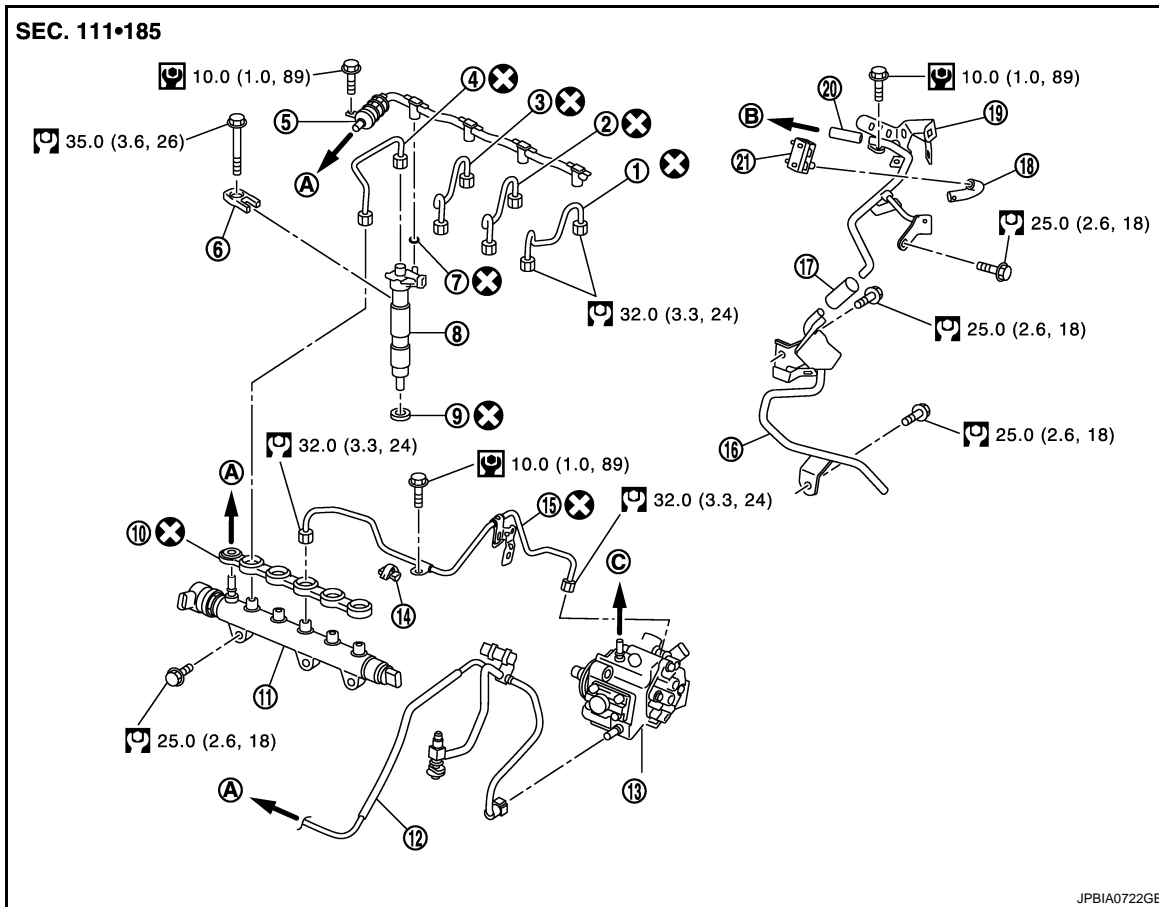 SEC. 111•185
10.0 (1.0, 89)
4
3
2
1
5
35.0 (3.6, 26)
A
6
7
32.0 (3.3, 24)
8
9
20
10.0 (1.0, 89)
19
B
21
18
25.0 (2.6, 18)
17
25.0 (2.6, 18)
25.0 (2.6, 18)
16
32.0 (3.3, 24)
10.0 (1.0, 89)
15
32.0 (3.3, 24)
A
10
C
14
11
25.0 (2.6, 18)
13
A
12
JPBIA0722GB